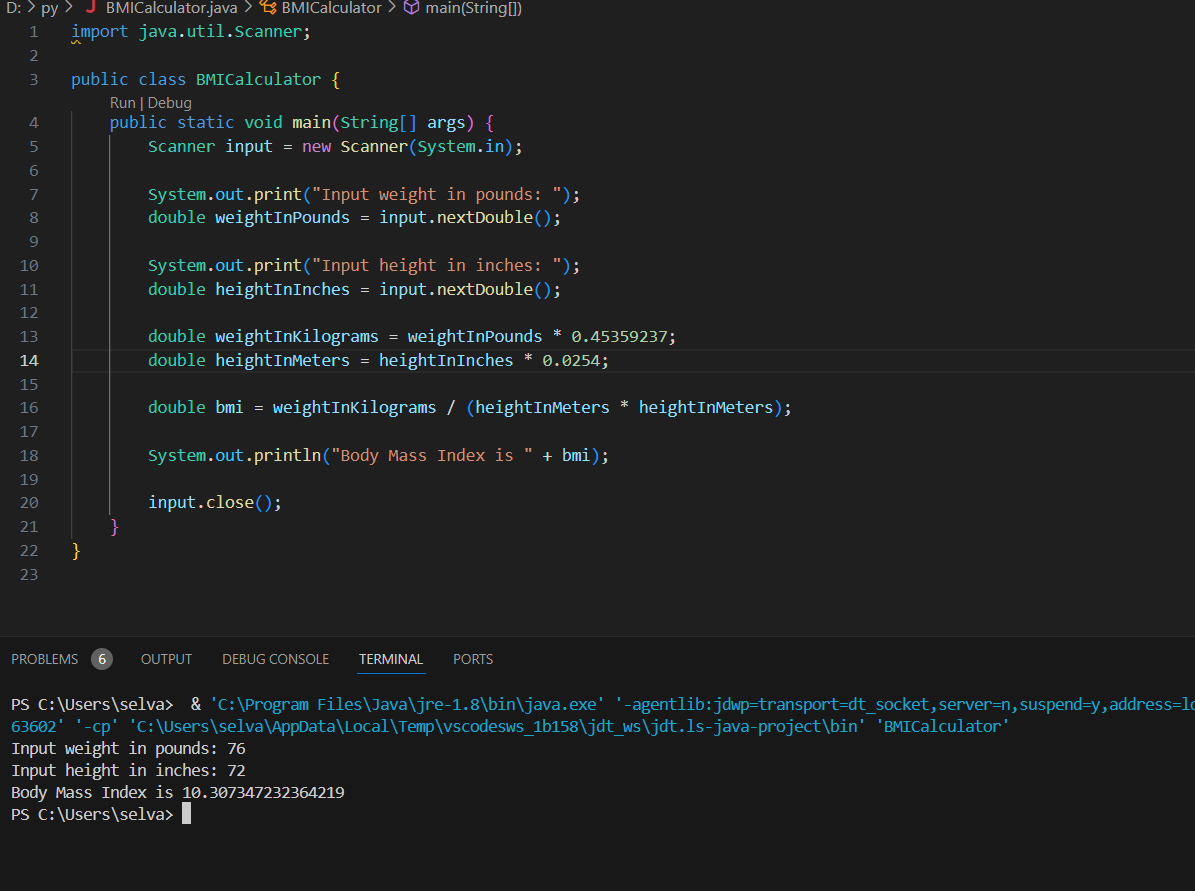 D: > py > J BMICalculator.java > BMICalculator > main(String[])
1 import java.util.Scanner;
2
3 public class BMICalculator {
Run | Debug
4 public static void main(String[] args) {
5 Scanner input = new Scanner(System.in);
6
7 System.out.print("Input weight in pounds: ");
8 double weightInPounds = input.nextDouble();
9
10 System.out.print("Input height in inches: ");
11 double heightInInches = input.nextDouble();
12
13 double weightInKilograms = weightInPounds * 0.45359237;
14 double heightInMeters = heightInInches * 0.0254;
15
16 double bmi = weightInKilograms / (heightInMeters * heightInMeters);
17
18 System.out.println("Body Mass Index is " + bmi);
19
20 input.close();
21 }
22 }
23
PROBLEMS 6 OUTPUT DEBUG CONSOLE TERMINAL PORTS
PS C:\Users\selva> & 'C:\Program Files\Java\jre-1.8\bin\java.exe' '-agentlib:jdwp=transport=dt_socket,server=n,suspend=y,address=lo
63602' '-cp' 'C:\Users\selva\AppData\Local\Temp\vscodesws_1b158\jdt_ws\jdt.ls-java-project\bin' 'BMICalculator'
Input weight in pounds: 76
Input height in inches: 72
Body Mass Index is 10.307347232364219
PS C:\Users\selva>